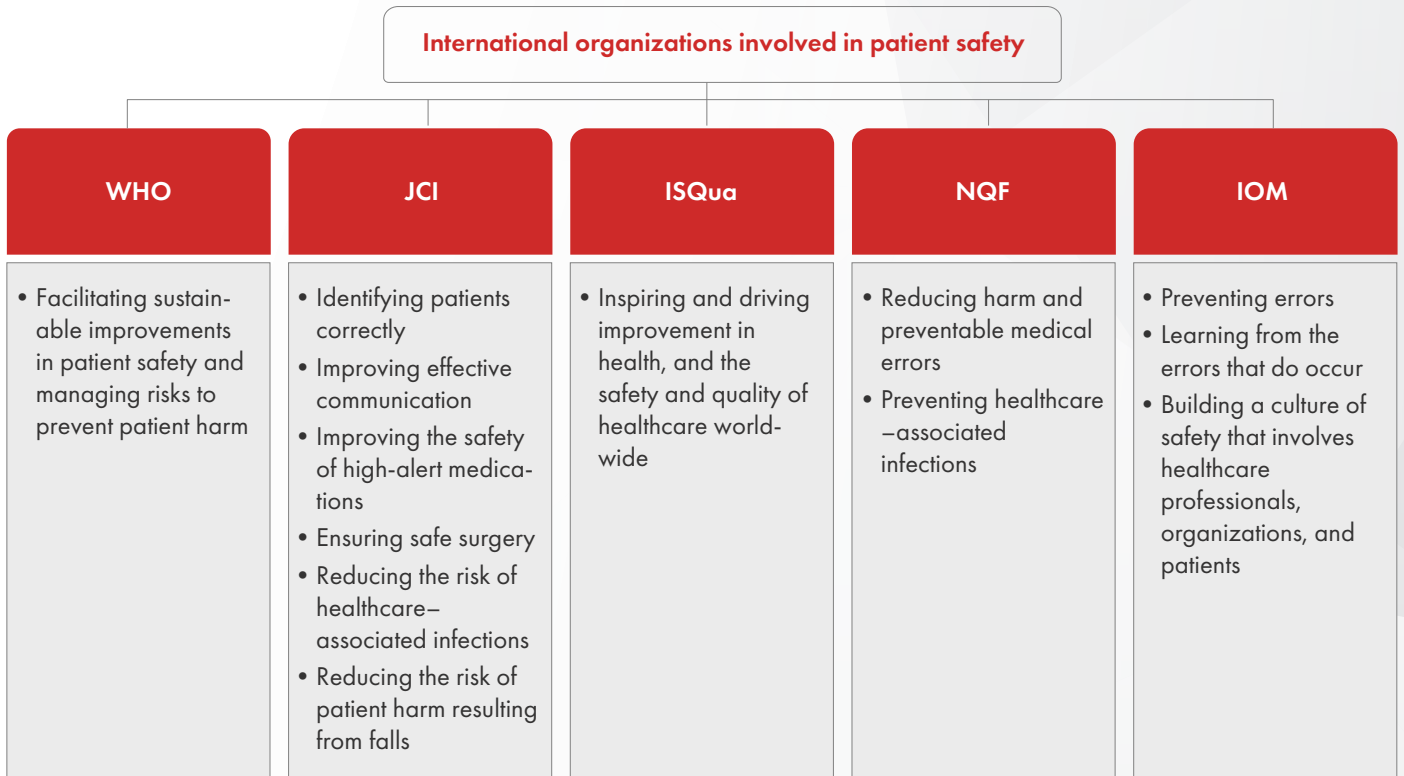 International organizations involved in patient safety
WHO
• Facilitating sustain-
able improvements
in patient safety and
managing risks to
prevent patient harm
JCI
• Identifying patients
correctly
• Improving effective
communication
• Improving the safety
of high-alert medica-
tions
• Ensuring safe surgery
• Reducing the risk of
healthcare–
associated infections
• Reducing the risk of
patient harm resulting
from falls
ISQua
• Inspiring and driving
improvement in
health, and the
safety and quality of
healthcare world-
wide
NQF
• Reducing harm and
preventable medical
errors
• Preventing healthcare
–associated
infections
IOM
• Preventing errors
• Learning from the
errors that do occur
• Building a culture of
safety that involves
healthcare
professionals,
organizations, and
patients